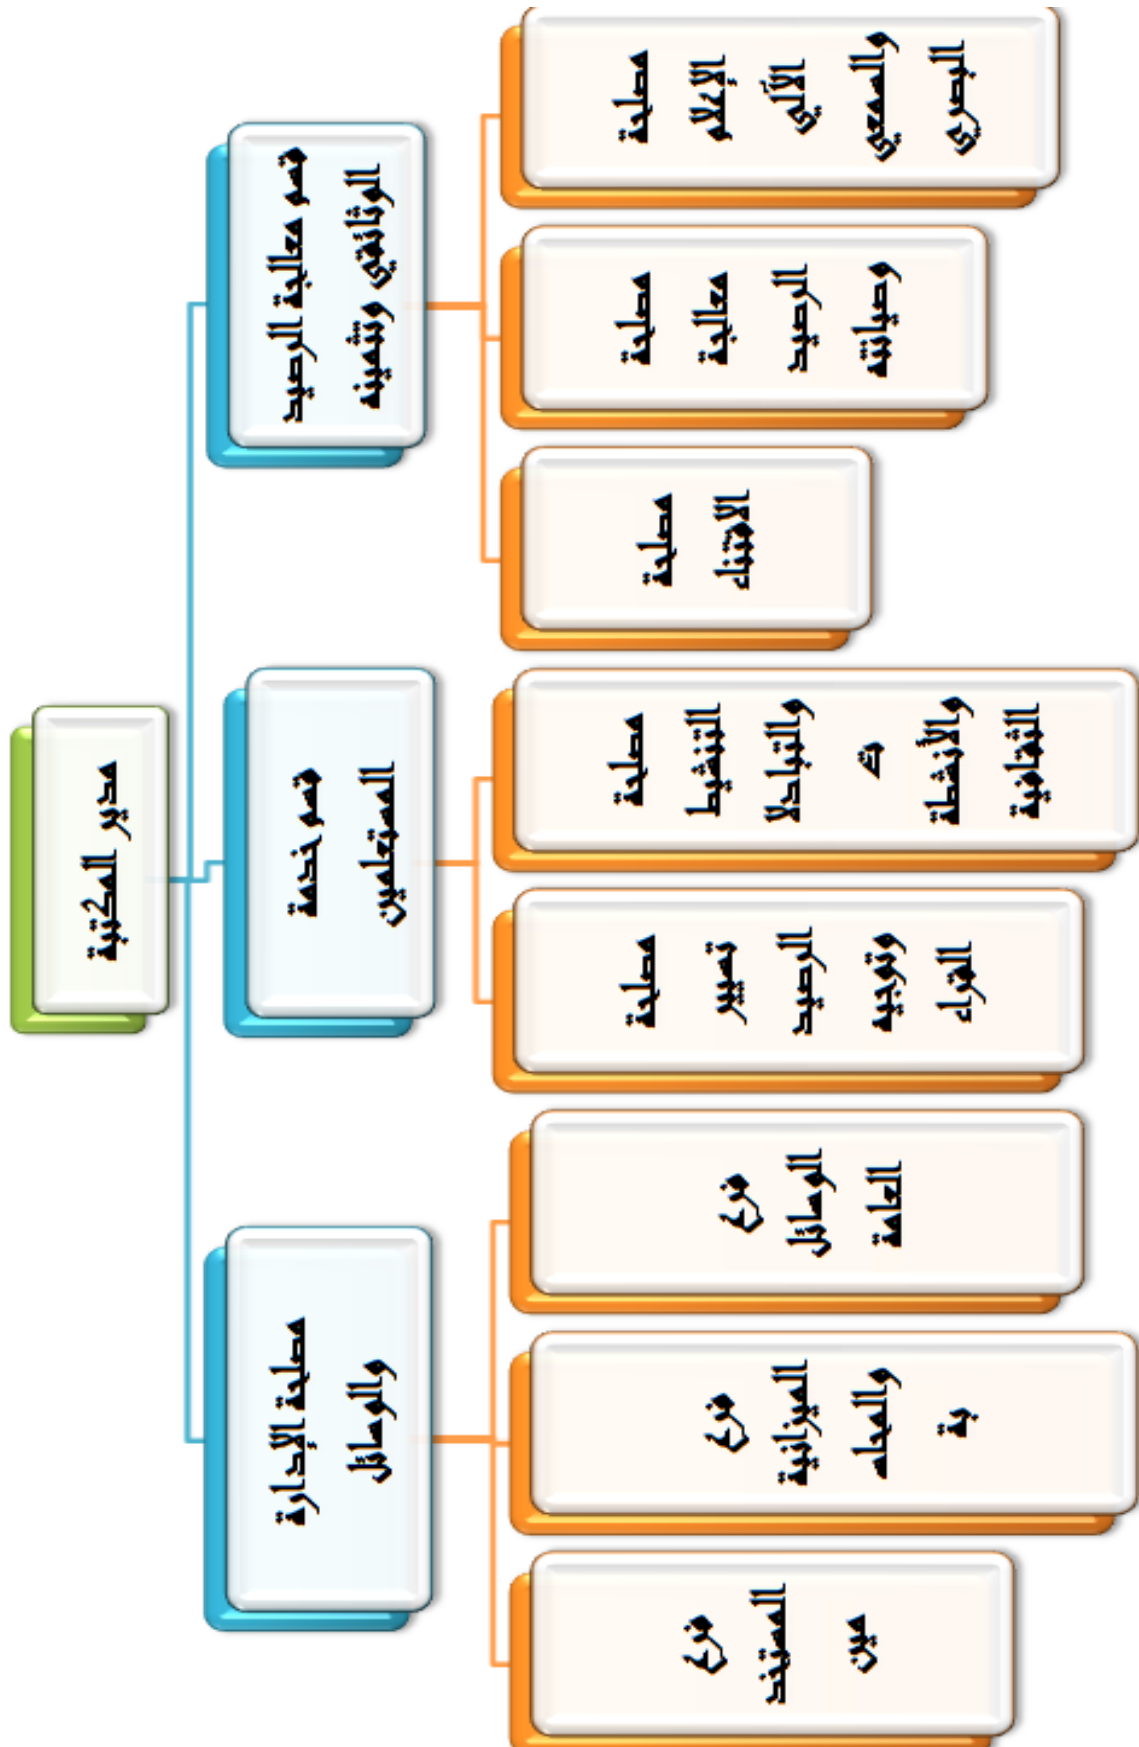 مدير المكتبة
قسم معالجة الرصيد
الوثائقي وتثمينه
قسم خدمة
المستعملين
مصلحة الإدارة
والوسائل
مصلحة
الإعلام
الآلي
والسمعي
البصري
مصلحة
معالجة
الرصيد
وصيانته
مصلحة
الاقتناء
مصلحة
التنشيط
والتبادلا
ت
والأنشطة
الثقافية
مصلحة
تسيير
الرصيد
وتوجيه
القراء
فرع
الوسائل
العامة
فرع
الميزانية
والمحاس
بة
فرع
المستخد
مين